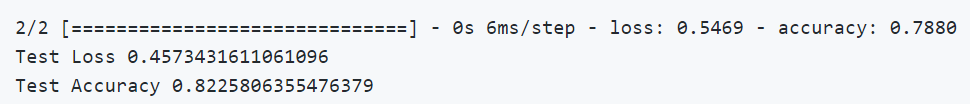 2/2 [==============================] - 0s 6ms/step - loss: 0.5469 - accuracy: 0.7880
Test Loss 0.4573431611061096
Test Accuracy 0.8225806355476379